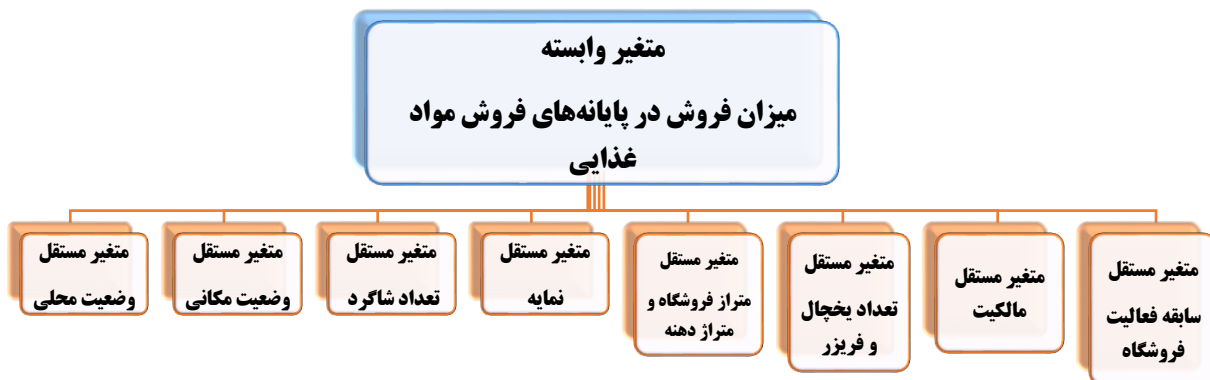 متغیر وابسته
میزان فروش در پایانه‌های فروش مواد
غذایی
متغیر مستقل
سابقه فعالیت
فروشگاه
متغیر مستقل
مالکیت
متغیر مستقل
تعداد یخچال
و فریزر
متغیر مستقل
متراز فروشگاه و
متراژ دهنه
متغیر مستقل
نمایه
متغیر مستقل
تعداد شاگرد
متغیر مستقل
وضعیت مکانی
متغیر مستقل
وضعیت محلی